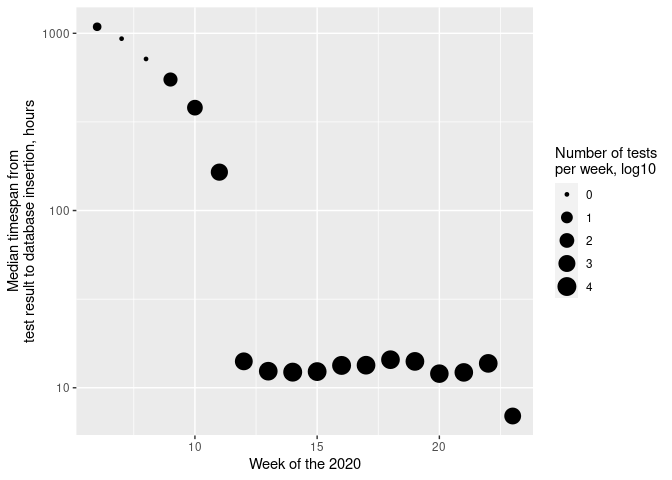 1000
100
10
Median timespan from
test result to database insertion, hours
10
15
20
Week of the 2020
Number of tests
per week, log10
0
1
2
3
4